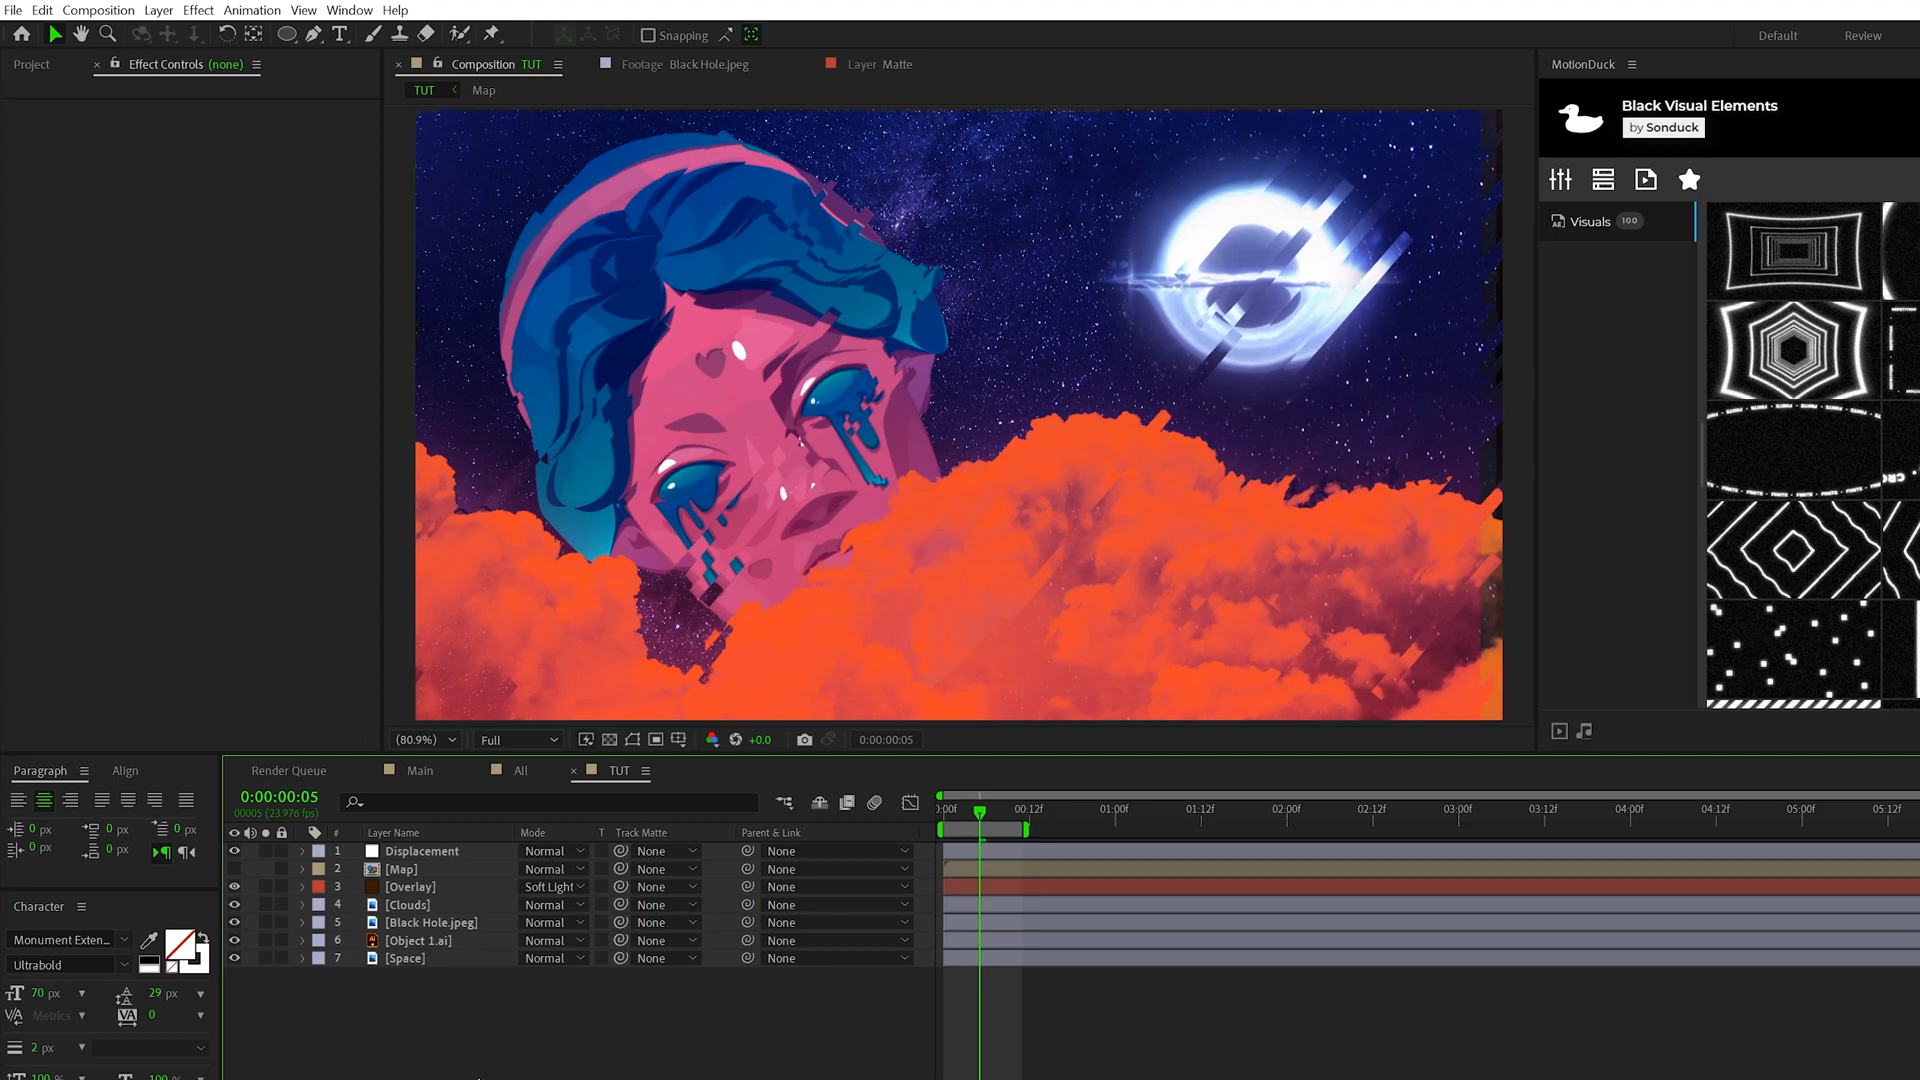 File Edit Composition Layer Effect Animation View Window Help
Snapping
Default Review
Project
Effect Controls (none)
Composition TUT
Footage Black Hole.jpeg
Layer Matte
TUT Map
MotionDuck
Black Visual Elements
by Sonduck
Visuals 100
(80.9%) Full +0.0 0:00:00:05
Paragraph Align
Render Queue Main All TUT
0:00:00:05
00005 (23.976 fps)
0:00f 00:12f 01:00f 01:12f 02:00f 02:12f 03:00f 03:12f 04:00f 04:12f 05:00f 05:12f
0 px 0 px 0 px
0 px 0 px
# Layer Name Mode T Track Matte Parent & Link
1 Displacement Normal None None
2 [Map] Normal None None
3 [Overlay] Soft Light None None
4 [Clouds] Normal None None
5 [Black Hole.jpeg] Normal None None
6 [Object 1.ai] Normal None None
7 [Space] Normal None None
Character
Monument Exten...
Ultrabold
70 px 29 px
Metrics 0
2 px
100 % 100 %